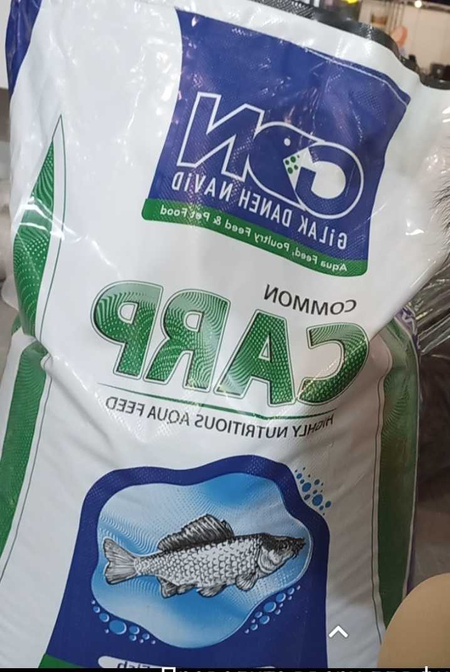 GDN
GiLAK DANEH NAViD
Aqua Feed, Poultry Feed & Pet Food
COMMON
CARP
HIGHLY NUTRITIOUS AQUA FEED